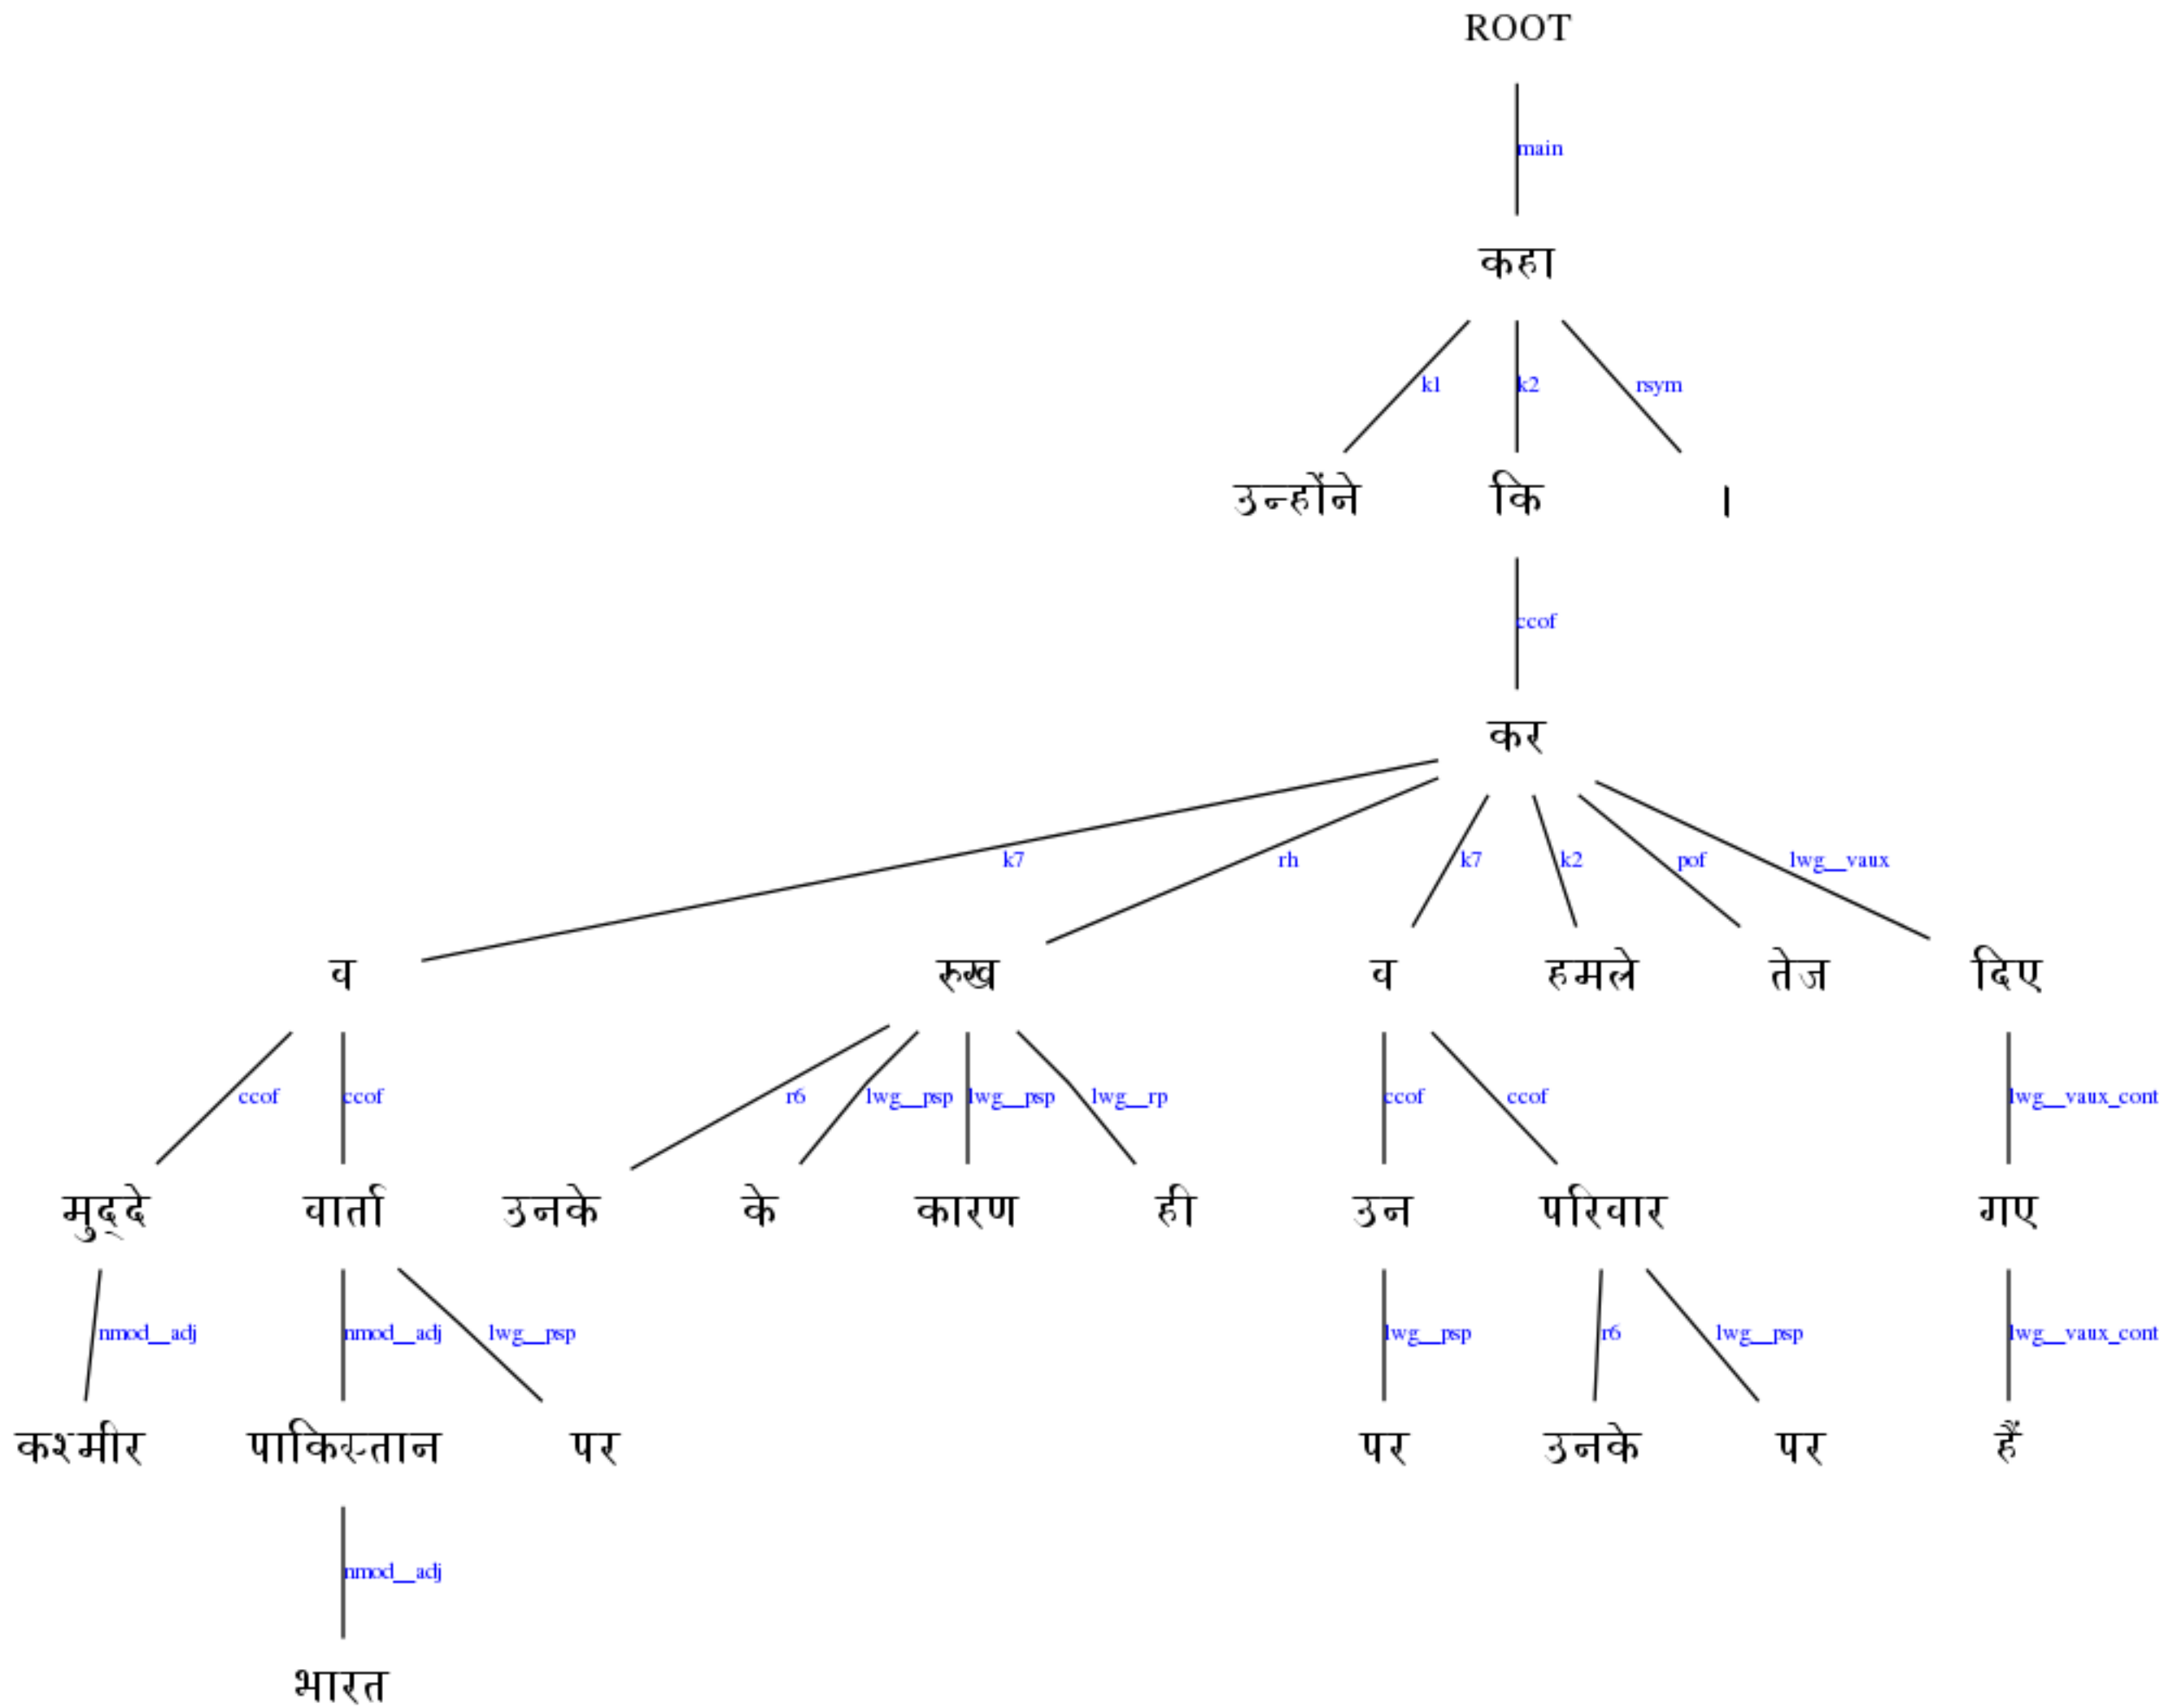 ROOT
main
कहा
k1 k2 rsym
उन्होंने कि ।
ccof
कर
k7 rh k7 k2 pof lwg__vaux
व रुख व हमले तेज दिए
ccof ccof r6 lwg__psp lwg__psp lwg__rp ccof ccof lwg__vaux_cont
मुद्दे वार्ता उनके के कारण ही उन परिवार गए
nmod__adj nmod__adj lwg__psp lwg__psp r6 lwg__psp lwg__vaux_cont
कश्मीर पाकिस्तान पर पर उनके पर हैं
nmod__adj
भारत